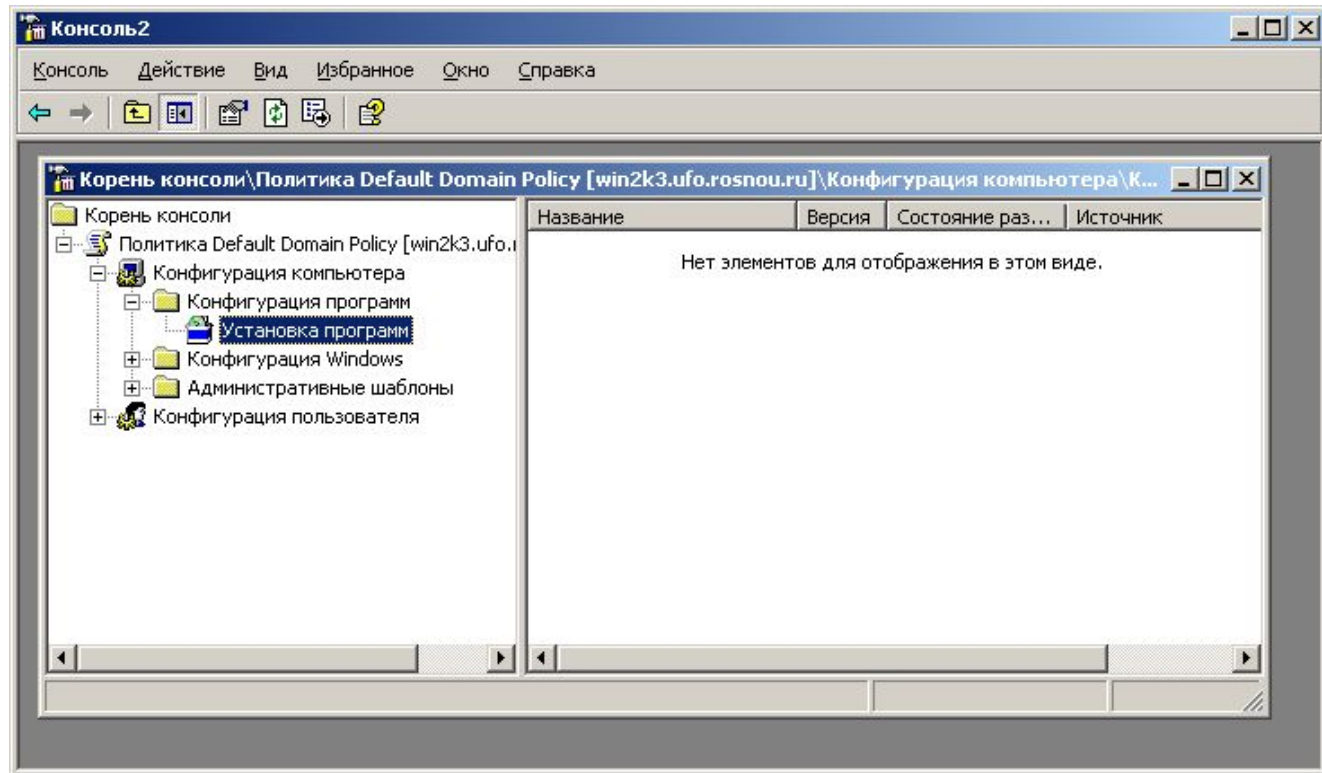 Консоль2
Консоль Действие Вид Избранное Окно Справка
Корень консоли\Политика Default Domain Policy [win2k3.ufo.rosnou.ru]\Конфигурация компьютера\К...
Корень консоли
Политика Default Domain Policy [win2k3.ufo.r
Конфигурация компьютера
Конфигурация программ
Установка программ
Конфигурация Windows
Административные шаблоны
Конфигурация пользователя
Название Версия Состояние раз... Источник
Нет элементов для отображения в этом виде.